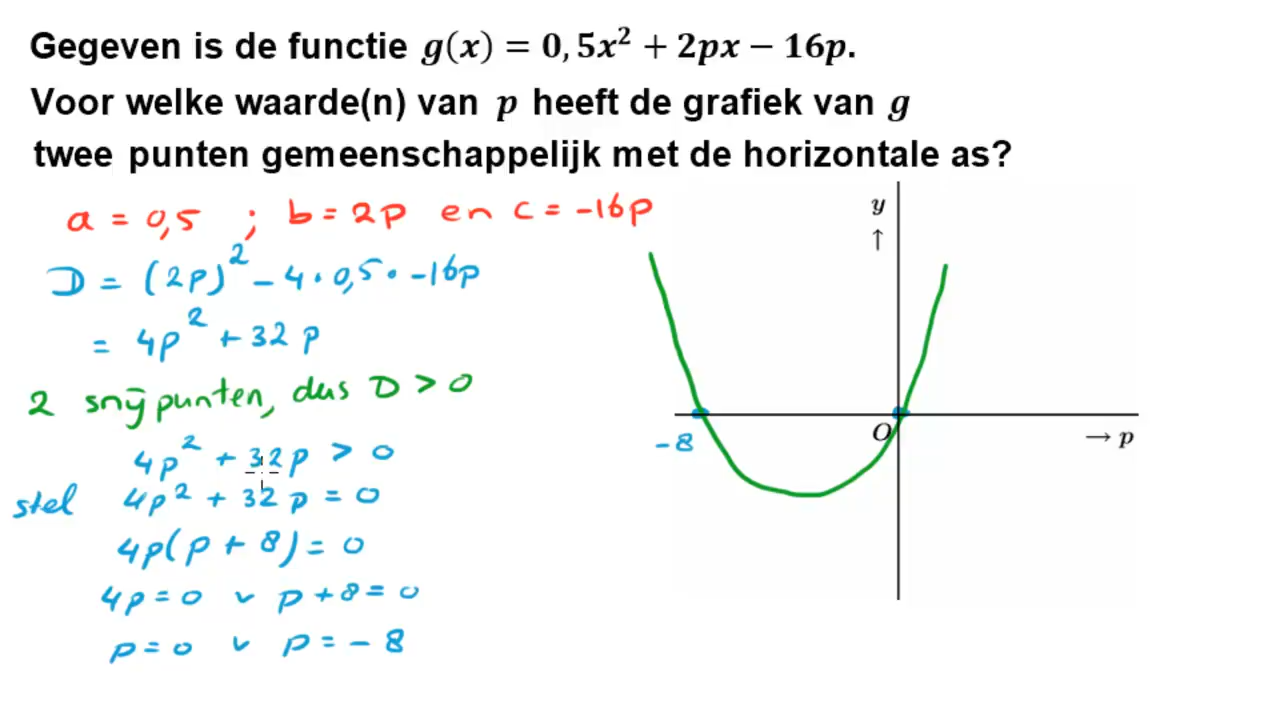 Gegeven is de functie g(x) = 0,5x² + 2px − 16p.
Voor welke waarde(n) van p heeft de grafiek van g
twee punten gemeenschappelijk met de horizontale as?
a = 0,5 ; b = 2p en c = -16p
D = (2p)² - 4 · 0,5 · -16p
= 4p² + 32p
2 snijpunten, dus D > 0
4p² + 32p > 0
stel 4p² + 32p = 0
4p(p + 8) = 0
4p = 0 v p + 8 = 0
p = 0 v p = - 8
y
↑
-8
O
→ p